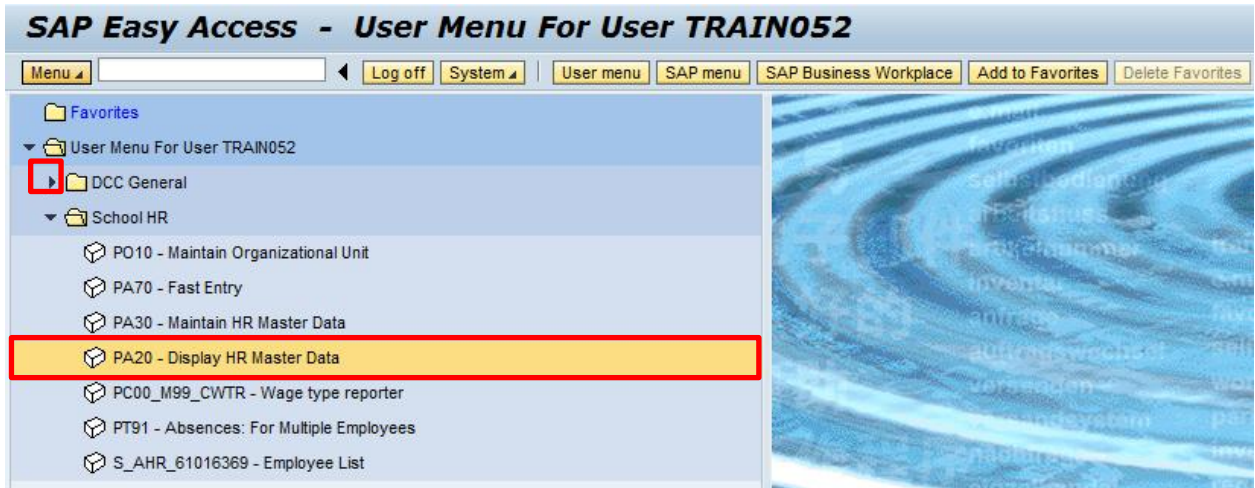 SAP Easy Access - User Menu For User TRAIN052
Menu Log off System User menu SAP menu SAP Business Workplace Add to Favorites Delete Favorites
Favorites
User Menu For User TRAIN052
DCC General
School HR
PO10 - Maintain Organizational Unit
PA70 - Fast Entry
PA30 - Maintain HR Master Data
PA20 - Display HR Master Data
PC00_M99_CWTR - Wage type reporter
PT91 - Absences: For Multiple Employees
S_AHR_61016369 - Employee List